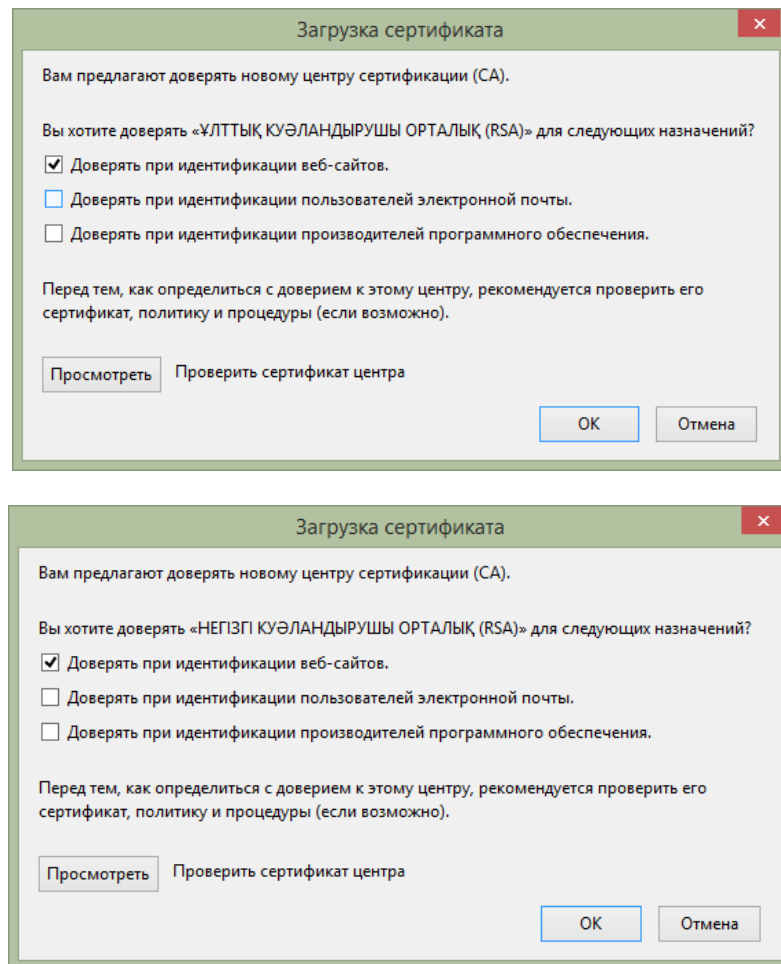 Загрузка сертификата
Вам предлагают доверять новому центру сертификации (CA).
Вы хотите доверять «ҰЛТТЫҚ КУӘЛАНДЫРУШЫ ОРТАЛЫҚ (RSA)» для следующих назначений?
Доверять при идентификации веб-сайтов.
Доверять при идентификации пользователей электронной почты.
Доверять при идентификации производителей программного обеспечения.
Перед тем, как определиться с доверием к этому центру, рекомендуется проверить его
сертификат, политику и процедуры (если возможно).
Просмотреть Проверить сертификат центра
ОК Отмена
Загрузка сертификата
Вам предлагают доверять новому центру сертификации (CA).
Вы хотите доверять «НЕГІЗГІ КУӘЛАНДЫРУШЫ ОРТАЛЫҚ (RSA)» для следующих назначений?
Доверять при идентификации веб-сайтов.
Доверять при идентификации пользователей электронной почты.
Доверять при идентификации производителей программного обеспечения.
Перед тем, как определиться с доверием к этому центру, рекомендуется проверить его
сертификат, политику и процедуры (если возможно).
Просмотреть Проверить сертификат центра
ОК Отмена